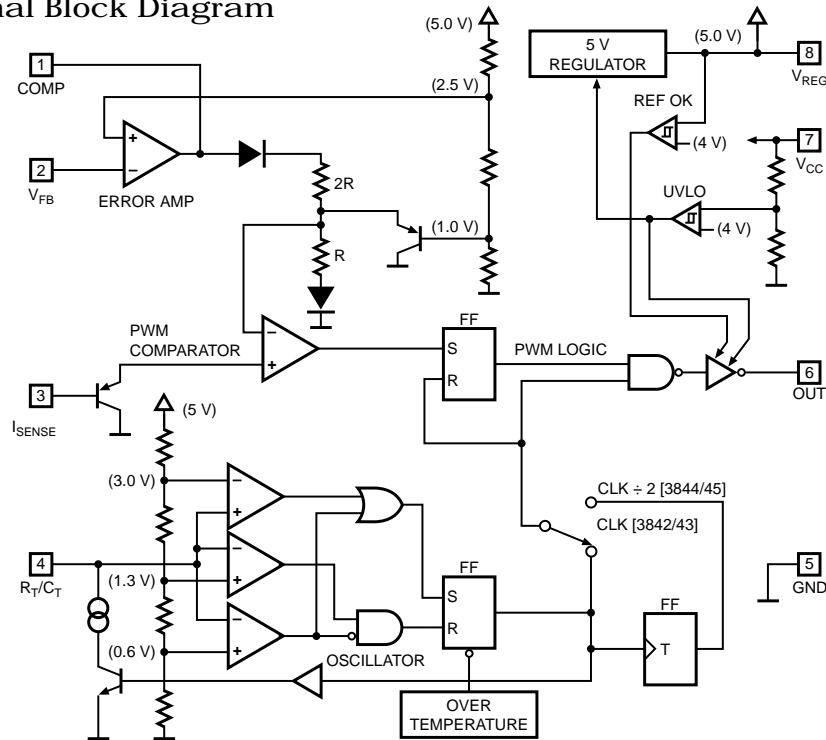 nal Block Diagram
(5.0 V)
5 V
REGULATOR
(5.0 V)
8
VREG
1
COMP
(2.5 V)
REF OK
(4 V)
7
VCC
+
−
2
VFB
ERROR AMP
2R
UVLO
(4 V)
(1.0 V)
R
PWM
COMPARATOR
−
+
FF
S
R
PWM LOGIC
6
OUT
3
ISENSE
(5 V)
(3.0 V)
−
+
CLK ÷ 2 [3844/45]
CLK [3842/43]
4
RT/CT
−
+
(1.3 V)
FF
S
R
5
GND
−
+
(0.6 V)
OSCILLATOR
FF
T
OVER
TEMPERATURE